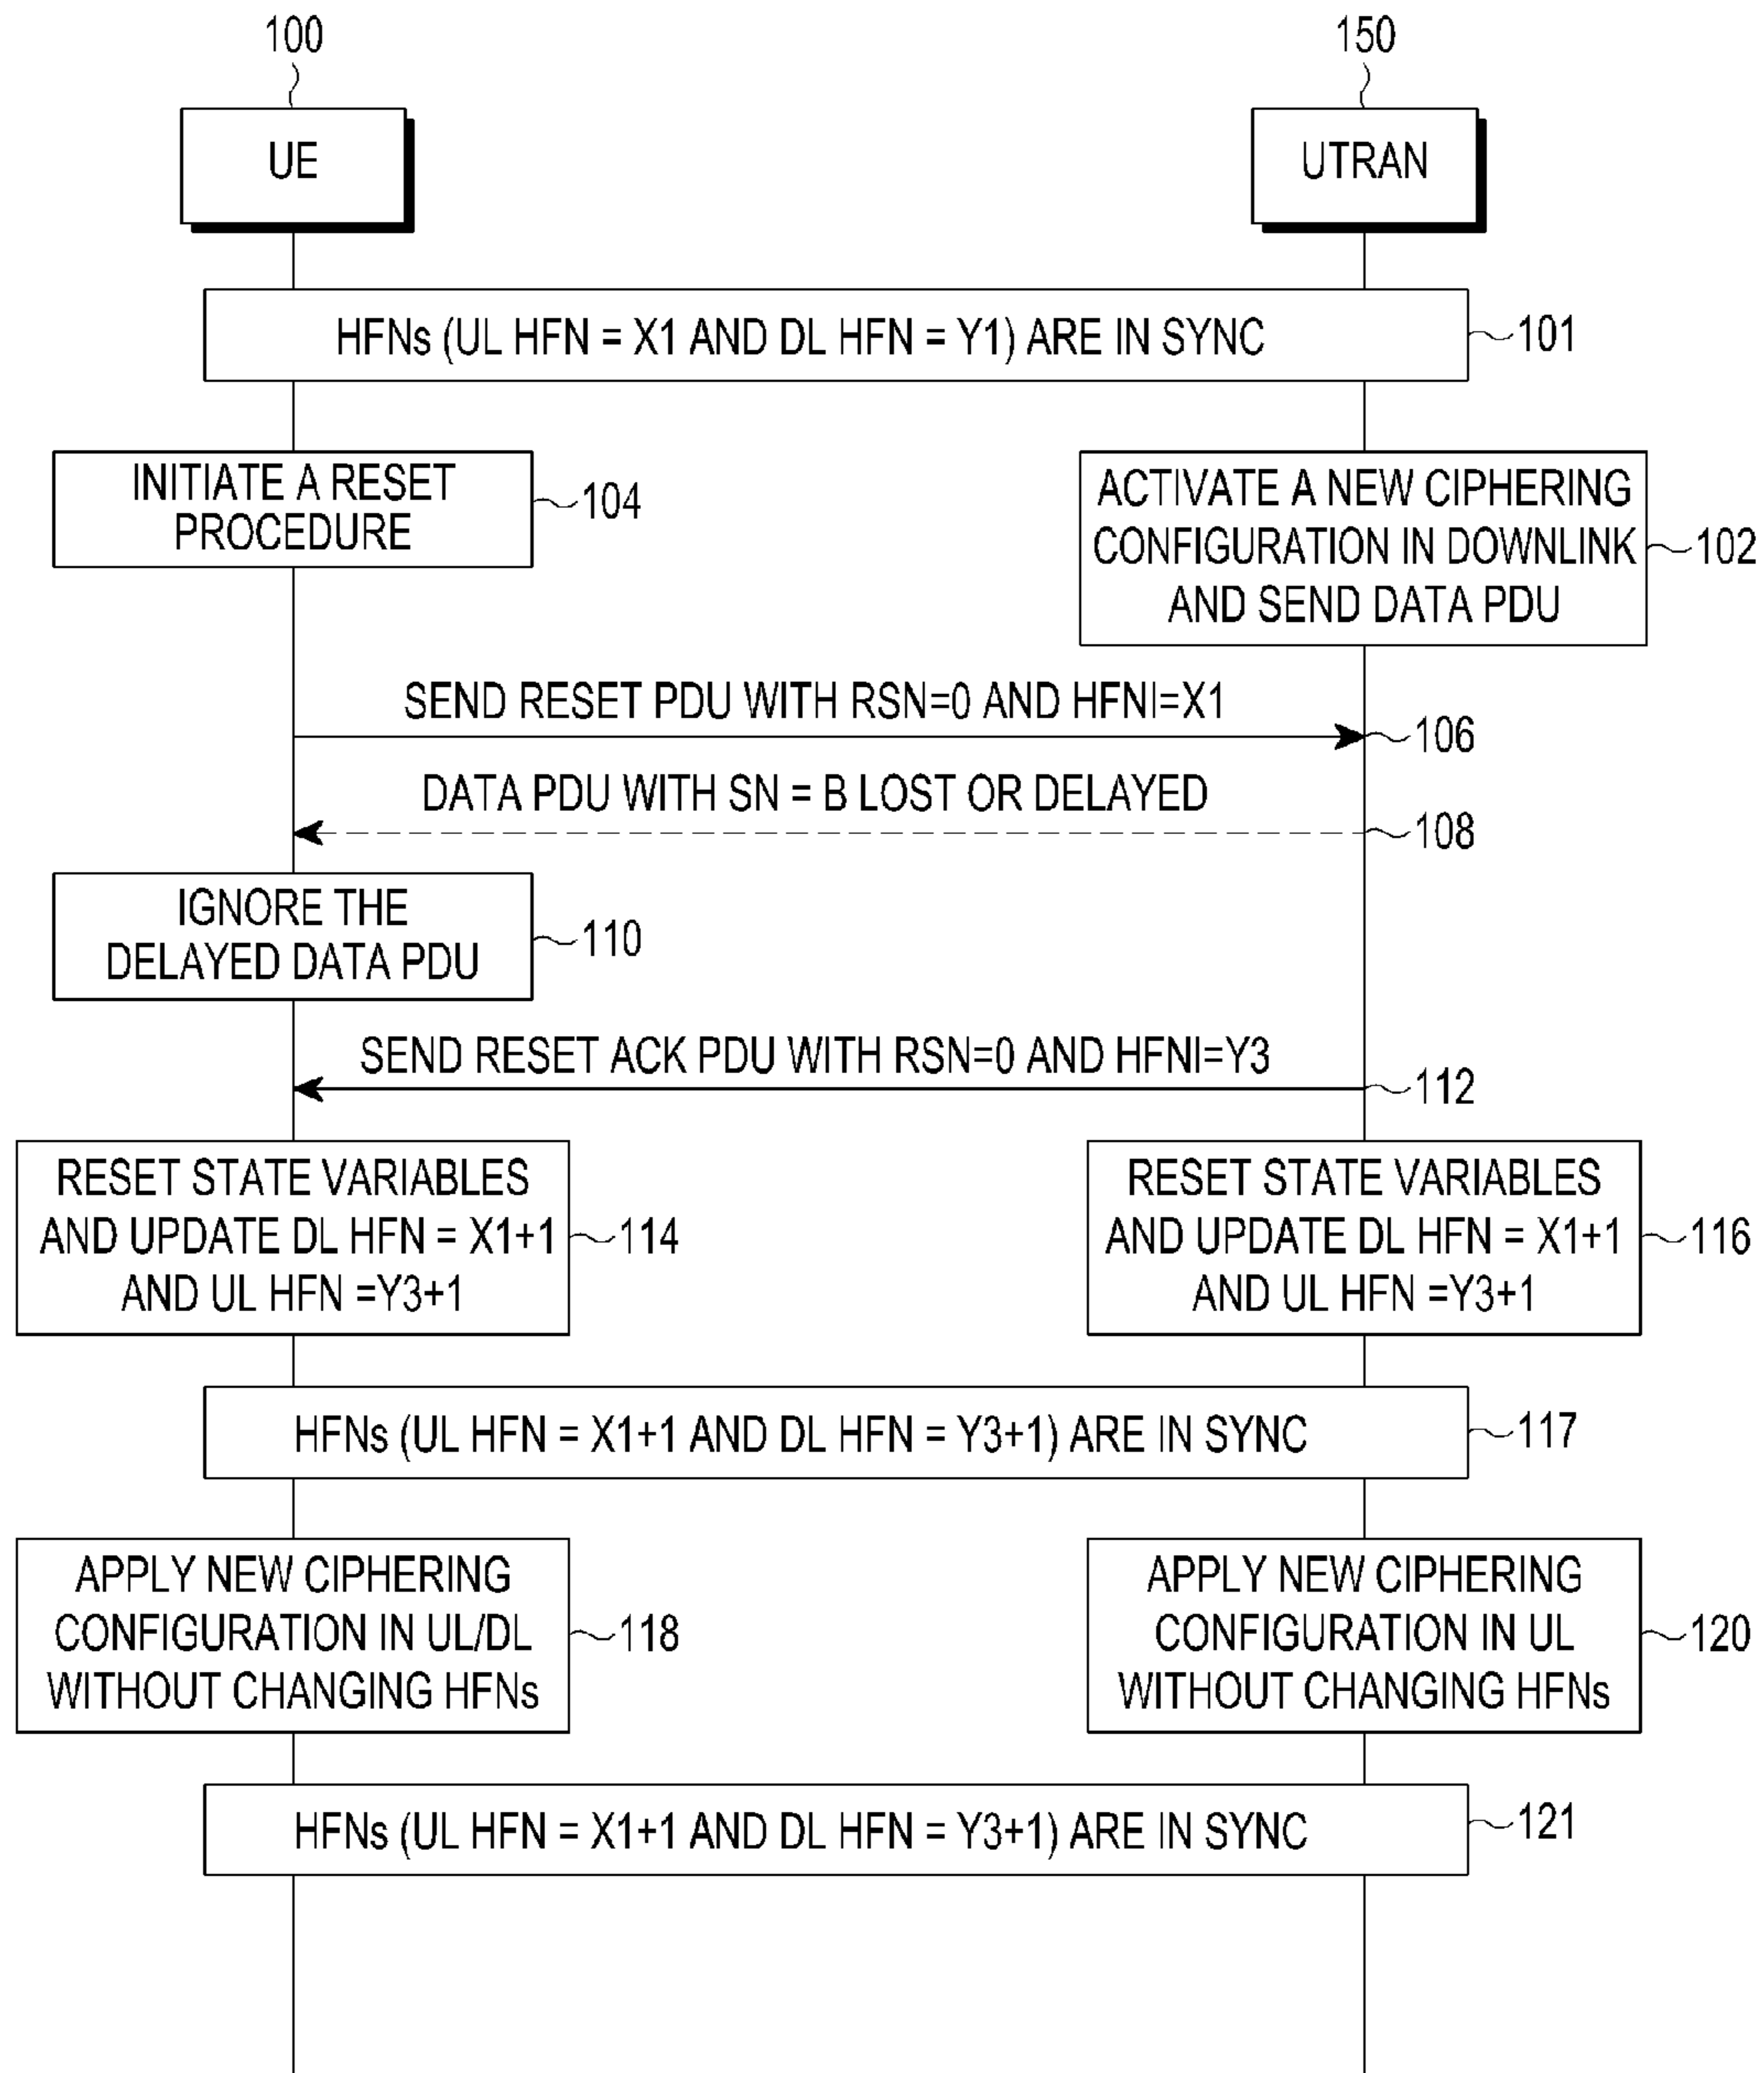 100
150
UE
UTRAN
HFNs (UL HFN = X1 AND DL HFN = Y1) ARE IN SYNC
101
INITIATE A RESET
PROCEDURE
104
ACTIVATE A NEW CIPHERING
CONFIGURATION IN DOWNLINK
AND SEND DATA PDU
102
SEND RESET PDU WITH RSN=0 AND HFNI=X1
106
DATA PDU WITH SN = B LOST OR DELAYED
108
IGNORE THE
DELAYED DATA PDU
110
SEND RESET ACK PDU WITH RSN=0 AND HFNI=Y3
112
RESET STATE VARIABLES
AND UPDATE DL HFN = X1+1
AND UL HFN =Y3+1
114
RESET STATE VARIABLES
AND UPDATE DL HFN = X1+1
AND UL HFN =Y3+1
116
HFNs (UL HFN = X1+1 AND DL HFN = Y3+1) ARE IN SYNC
117
APPLY NEW CIPHERING
CONFIGURATION IN UL/DL
WITHOUT CHANGING HFNs
118
APPLY NEW CIPHERING
CONFIGURATION IN UL
WITHOUT CHANGING HFNs
120
HFNs (UL HFN = X1+1 AND DL HFN = Y3+1) ARE IN SYNC
121